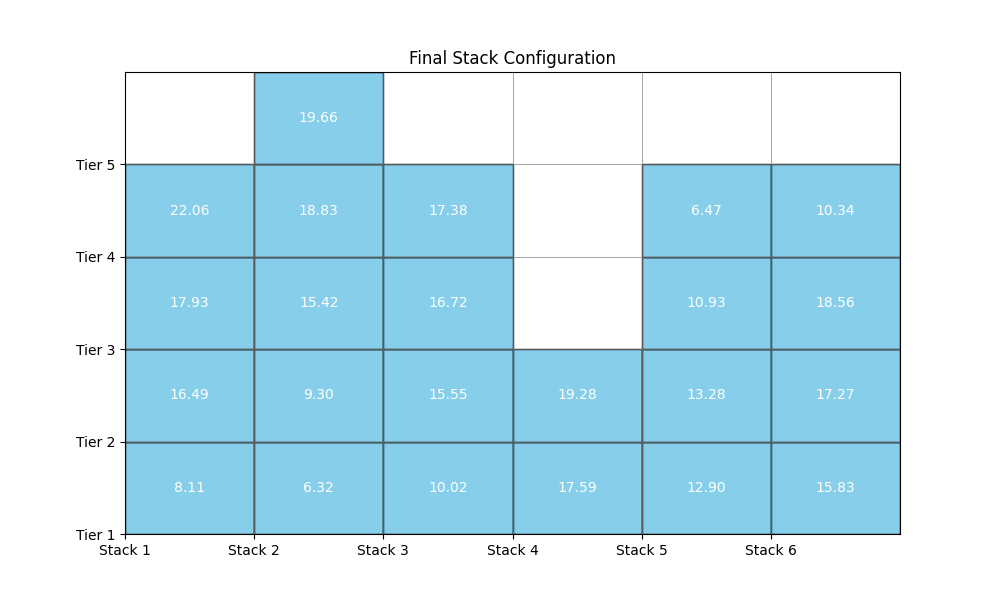 Final Stack Configuration
19.66
Tier 5
22.06 18.83 17.38 6.47 10.34
Tier 4
17.93 15.42 16.72 10.93 18.56
Tier 3
16.49 9.30 15.55 19.28 13.28 17.27
Tier 2
8.11 6.32 10.02 17.59 12.90 15.83
Tier 1
Stack 1 Stack 2 Stack 3 Stack 4 Stack 5 Stack 6